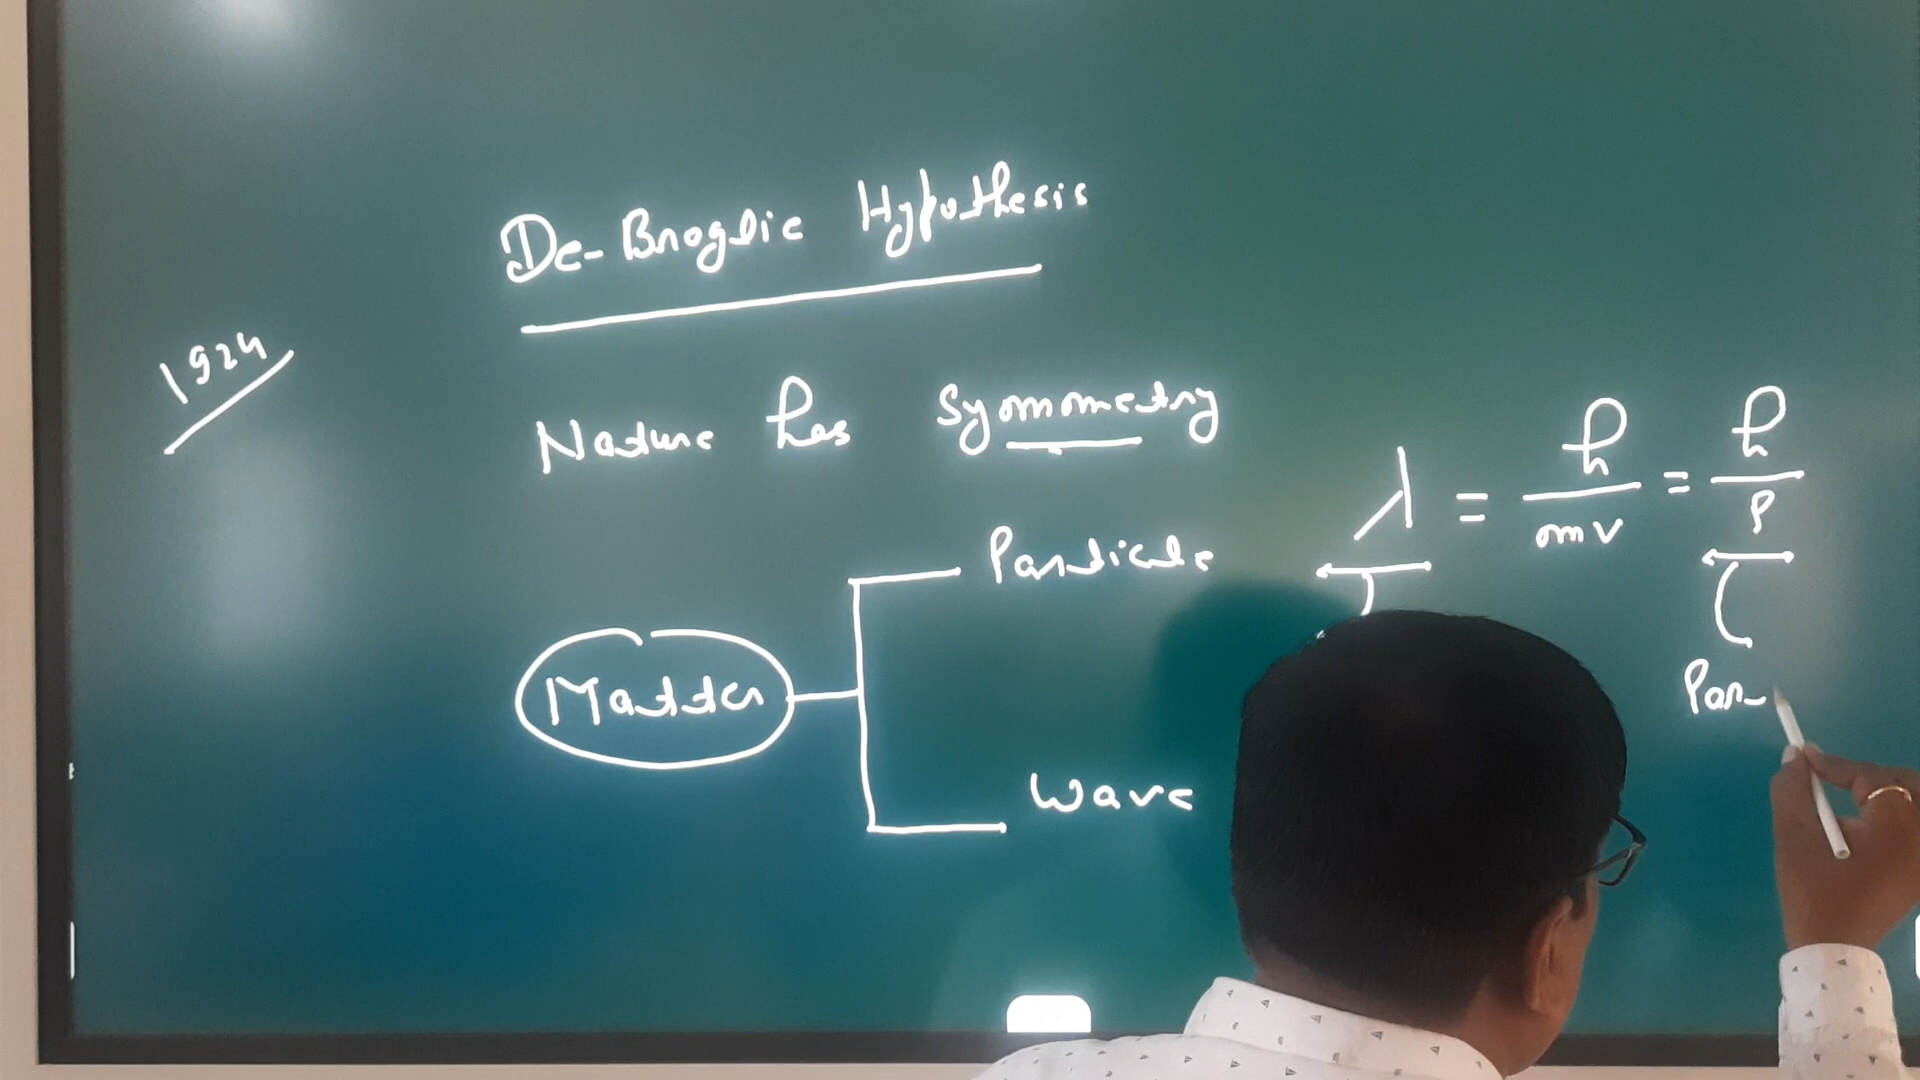 De-Broglie Hypothesis
1924
Nature has Symmetry
λ = h/mv = h/p
Particle
Matter
Par
Wave